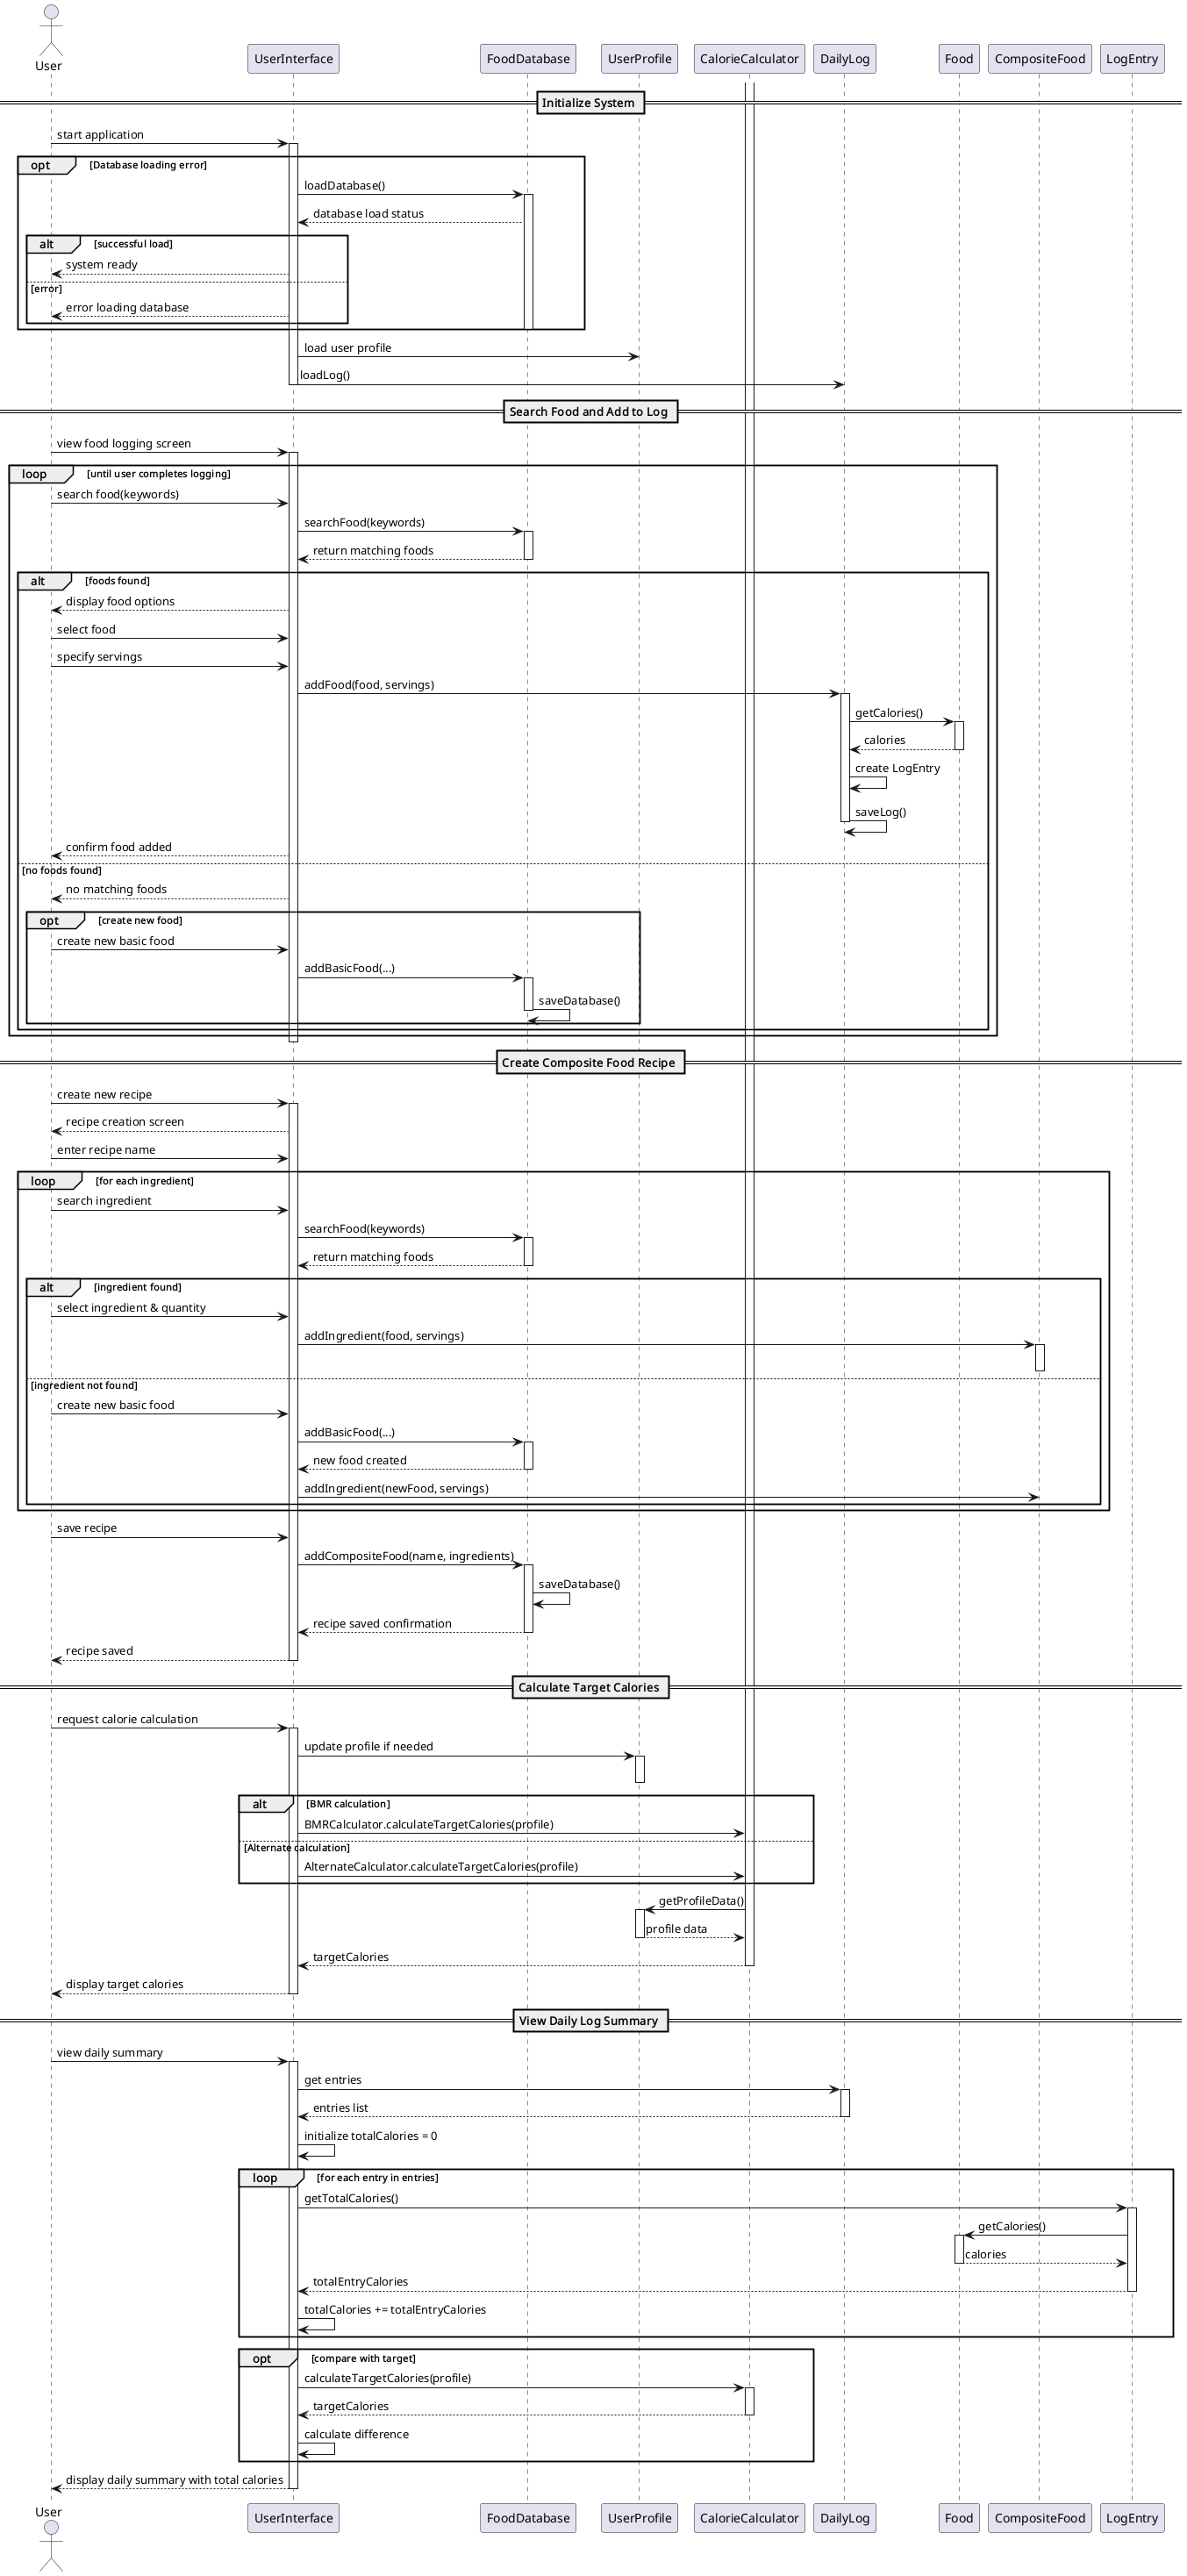 User
UserInterface
FoodDatabase
UserProfile
CalorieCalculator
DailyLog
Food
CompositeFood
LogEntry
Initialize System
start application
opt
[Database loading error]
loadDatabase()
database load status
alt
[successful load]
system ready
[error]
error loading database
load user profile
loadLog()
Search Food and Add to Log
view food logging screen
loop
[until user completes logging]
search food(keywords)
searchFood(keywords)
return matching foods
alt
[foods found]
display food options
select food
specify servings
addFood(food, servings)
getCalories()
calories
create LogEntry
saveLog()
confirm food added
[no foods found]
no matching foods
opt
[create new food]
create new basic food
addBasicFood(...)
saveDatabase()
Create Composite Food Recipe
create new recipe
recipe creation screen
enter recipe name
loop
[for each ingredient]
search ingredient
searchFood(keywords)
return matching foods
alt
[ingredient found]
select ingredient & quantity
addIngredient(food, servings)
[ingredient not found]
create new basic food
addBasicFood(...)
new food created
addIngredient(newFood, servings)
save recipe
addCompositeFood(name, ingredients)
saveDatabase()
recipe saved confirmation
recipe saved
Calculate Target Calories
request calorie calculation
update profile if needed
alt
[BMR calculation]
BMRCalculator.calculateTargetCalories(profile)
[Alternate calculation]
AlternateCalculator.calculateTargetCalories(profile)
getProfileData()
profile data
targetCalories
display target calories
View Daily Log Summary
view daily summary
get entries
entries list
initialize totalCalories = 0
loop
[for each entry in entries]
getTotalCalories()
getCalories()
calories
totalEntryCalories
totalCalories += totalEntryCalories
opt
[compare with target]
calculateTargetCalories(profile)
targetCalories
calculate difference
display daily summary with total calories
User
UserInterface
FoodDatabase
UserProfile
CalorieCalculator
DailyLog
Food
CompositeFood
LogEntry